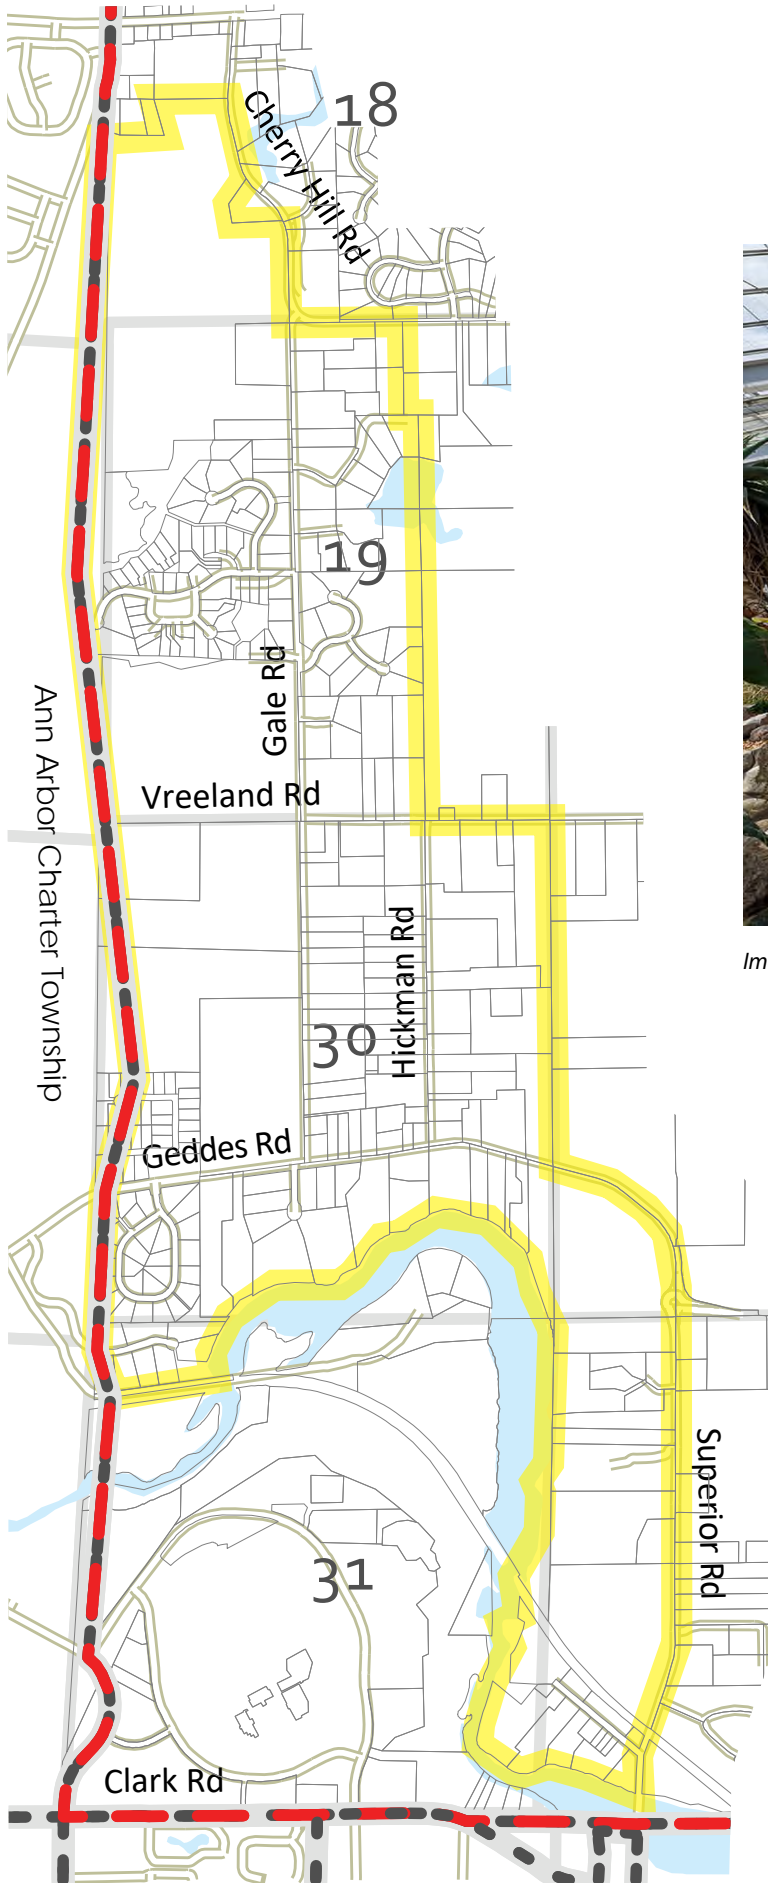 18
Cherry Hill Rd
19
Gale Rd
Ann Arbor Charter Township
Vreeland Rd
Hickman Rd
Im
30
Geddes Rd
Superior Rd
31
Clark Rd